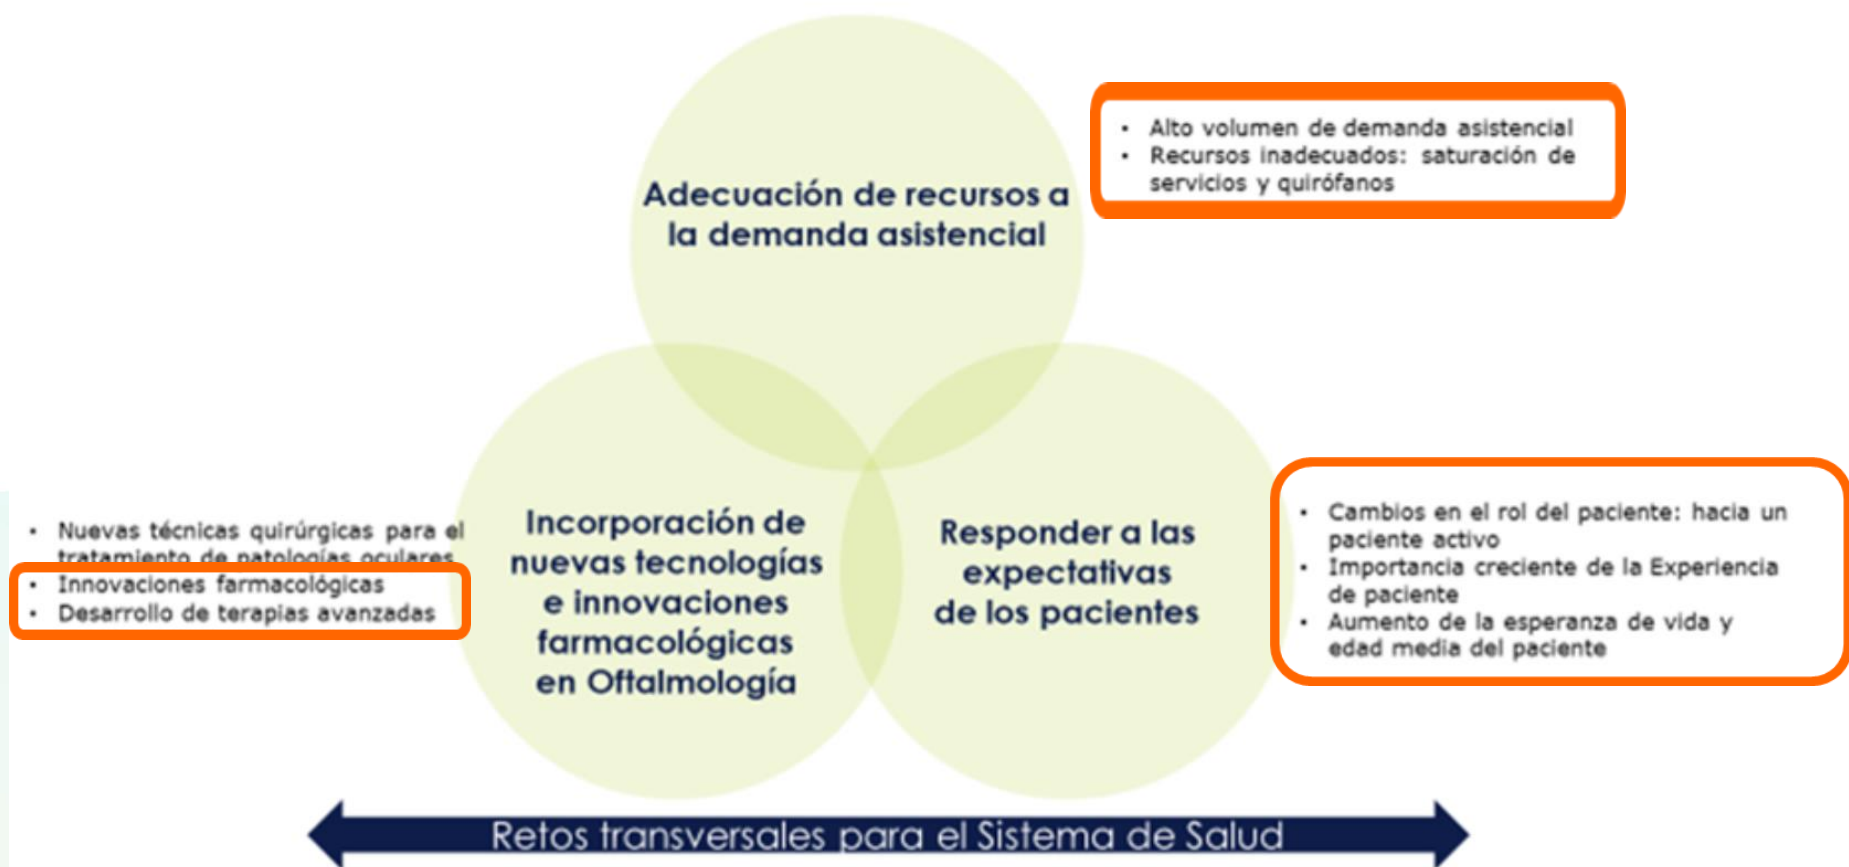 Adecuación de recursos a
la demanda asistencial
• Alto volumen de demanda asistencial
• Recursos inadecuados: saturación de
servicios y quirófanos
• Nuevas técnicas quirúrgicas para el
tratamiento de patologías oculares
• Innovaciones farmacológicas
• Desarrollo de terapias avanzadas
Incorporación de
nuevas tecnologías
e innovaciones
farmacológicas
en Oftalmología
Responder a las
expectativas
de los pacientes
• Cambios en el rol del paciente: hacia un
paciente activo
• Importancia creciente de la Experiencia
de paciente
• Aumento de la esperanza de vida y
edad media del paciente
Retos transversales para el Sistema de Salud